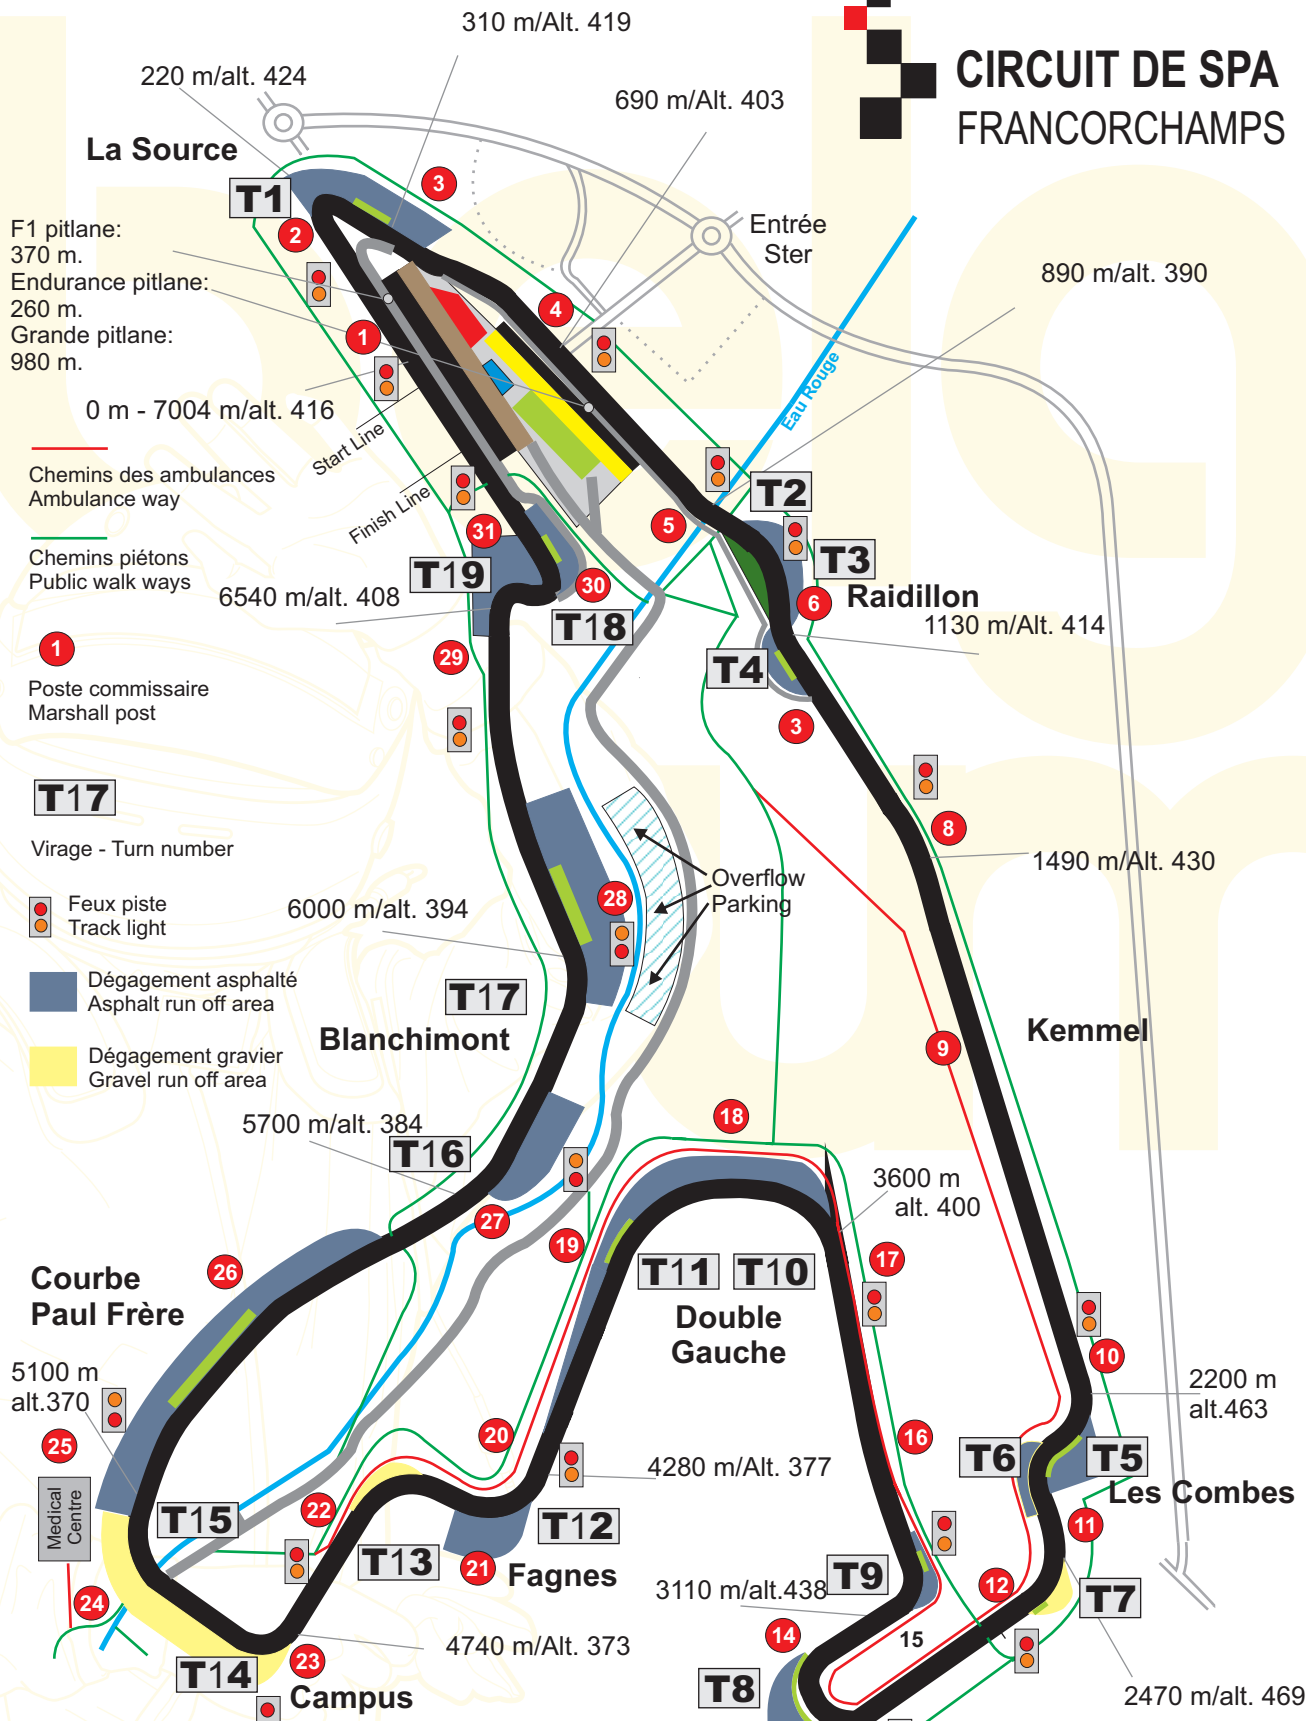 310 m/Alt. 419
220 m/alt. 424
690 m/Alt. 403
CIRCUIT DE SPA
FRANCORCHAMPS
La Source
T1
3
2
F1 pitlane:
370 m.
Endurance pitlane:
260 m.
Grande pitlane:
980 m.
Entrée
Ster
890 m/alt. 390
4
1
Eau Rouge
0 m - 7004 m/alt. 416
Start Line
Finish Line
Chemins des ambulances
Ambulance way
Chemins piétons
Public walk ways
T2
5
31
T3
T19
30
6540 m/alt. 408
T18
6
Raidillon
1130 m/Alt. 414
1
29
T4
Poste commissaire
Marshall post
3
T17
Virage - Turn number
8
1490 m/Alt. 430
Feux piste
Track light
6000 m/alt. 394
28
Overflow
Parking
Dégagement asphalté
Asphalt run off area
T17
Blanchimont
Kemmel
9
Dégagement gravier
Gravel run off area
5700 m/alt. 384
T16
18
3600 m
alt. 400
27
19
17
26
Courbe
Paul Frère
T11
T10
Double
Gauche
10
5100 m
alt.370
2200 m
alt.463
25
20
16
T6
T5
4280 m/Alt. 377
Les Combes
Medical
Centre
T15
22
T12
11
T13
21
Fagnes
24
3110 m/alt.438
T9
12
T7
14
15
4740 m/Alt. 373
23
T14
Campus
T8
2470 m/alt. 469